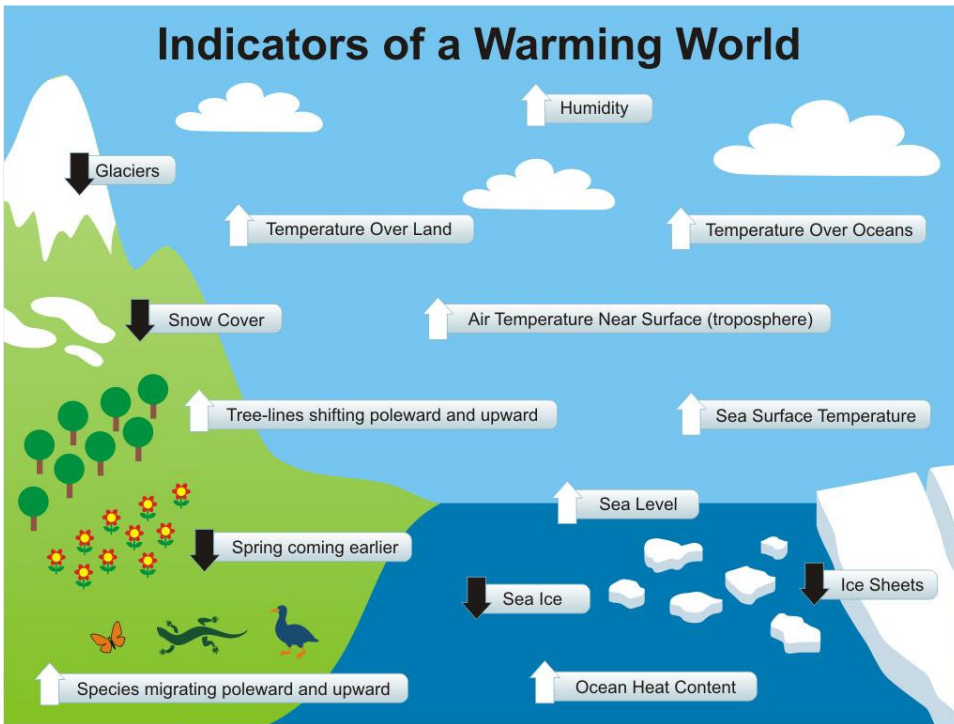 Indicators of a Warming World
Humidity
Glaciers
Temperature Over Land
Temperature Over Oceans
Snow Cover
Air Temperature Near Surface (troposphere)
Tree-lines shifting poleward and upward
Sea Surface Temperature
Sea Level
Spring coming earlier
Sea Ice
Ice Sheets
Species migrating poleward and upward
Ocean Heat Content